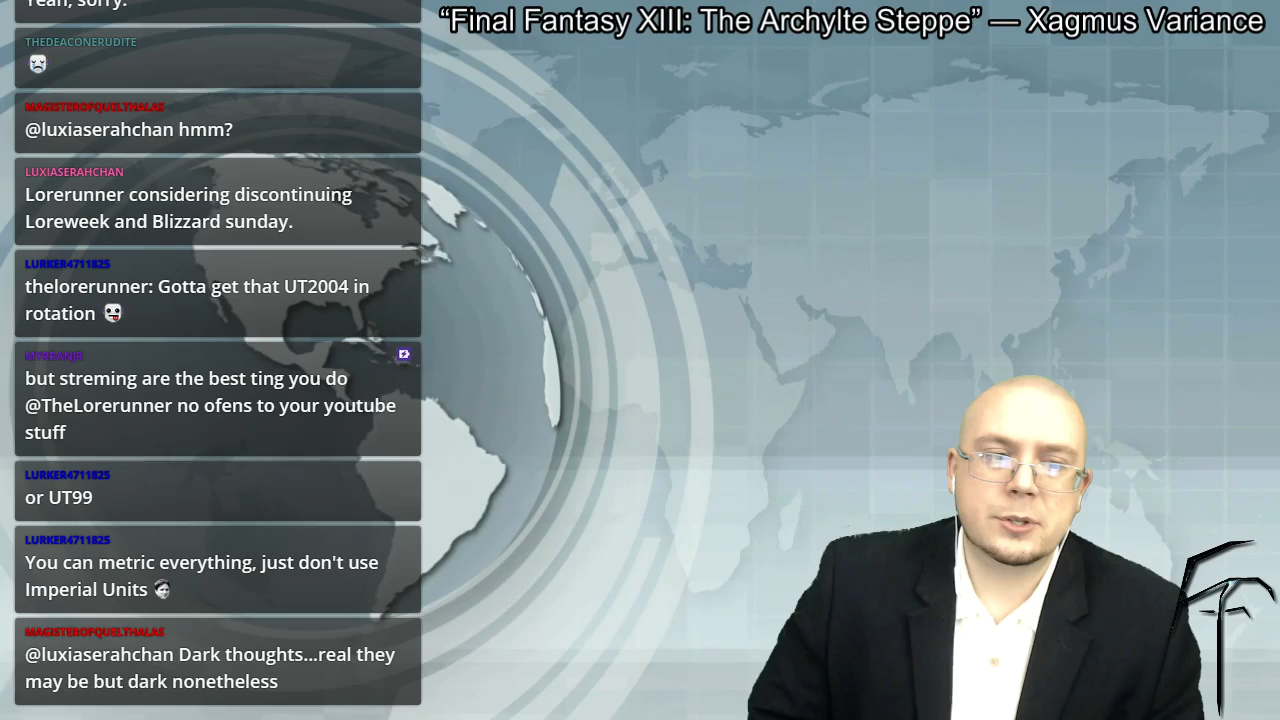 Yeah, sorry.
"Final Fantasy XIII: The Archylte Steppe" — Xagmus Variance
THEDEACONERUDITE
MAGISTEROFQUELTHALAS
@luxiaserahchan hmm?
LUXIASERAHCHAN
Lorerunner considering discontinuing
Loreweek and Blizzard sunday.
LURKER4711825
thelorerunner: Gotta get that UT2004 in
rotation
MYRRANJR
but streming are the best ting you do
@TheLorerunner no ofens to your youtube
stuff
LURKER4711825
or UT99
LURKER4711825
You can metric everything, just don't use
Imperial Units
MAGISTEROFQUELTHALAS
@luxiaserahchan Dark thoughts...real they
may be but dark nonetheless